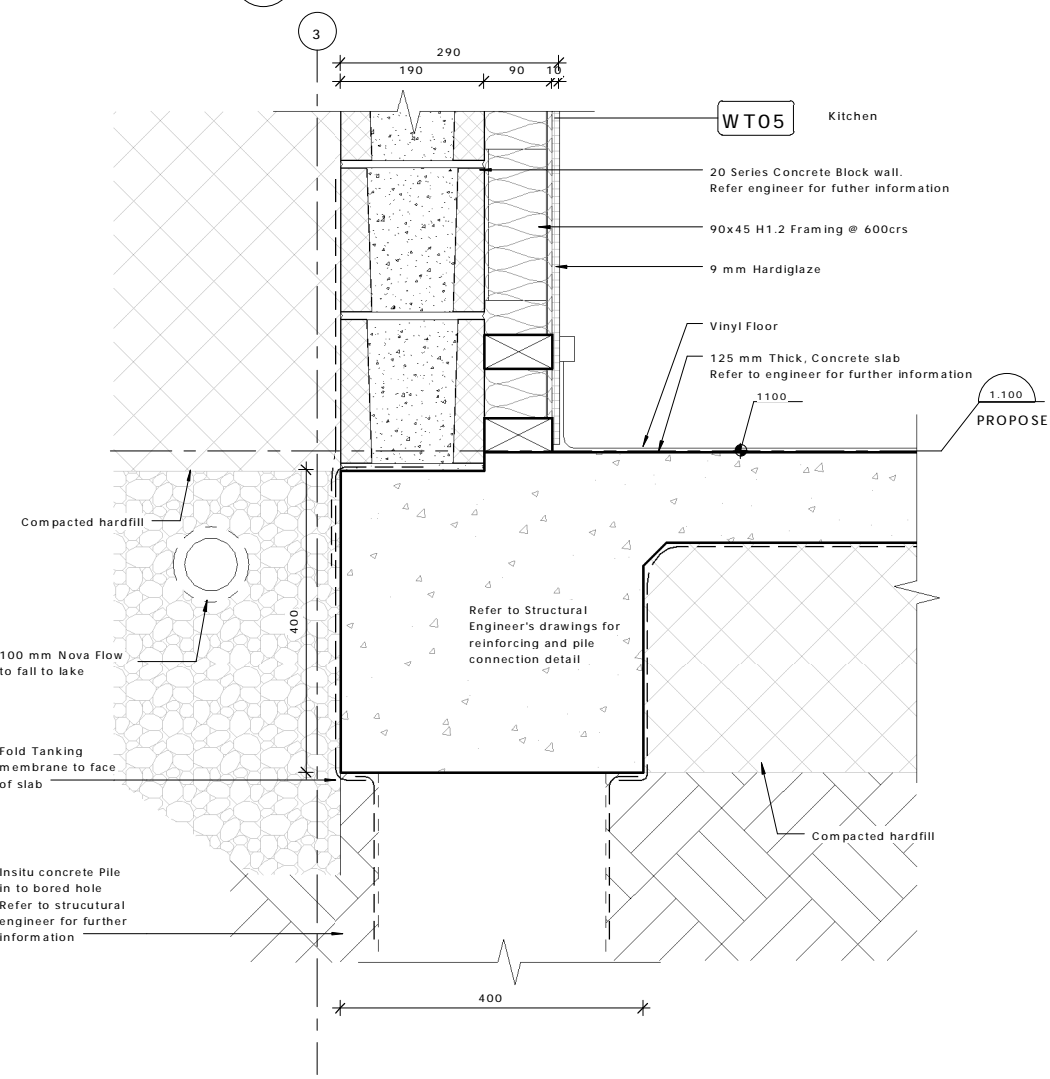 3
290
190
90
10
WT05
Kitchen
20 Series Concrete Block wall.
Refer engineer for futher information
90x45 H1.2 Framing @ 600crs
9 mm Hardiglaze
Vinyl Floor
125 mm Thick, Concrete slab
Refer to engineer for further information
1100
1.100
PROPOSE
Compacted hardfill
400
Refer to Structural
Engineer's drawings for
reinforcing and pile
connection detail
100 mm Nova Flow
to fall to lake
Fold Tanking
membrane to face
of slab
Compacted hardfill
Insitu concrete Pile
in to bored hole
Refer to strucutural
engineer for further
information
400